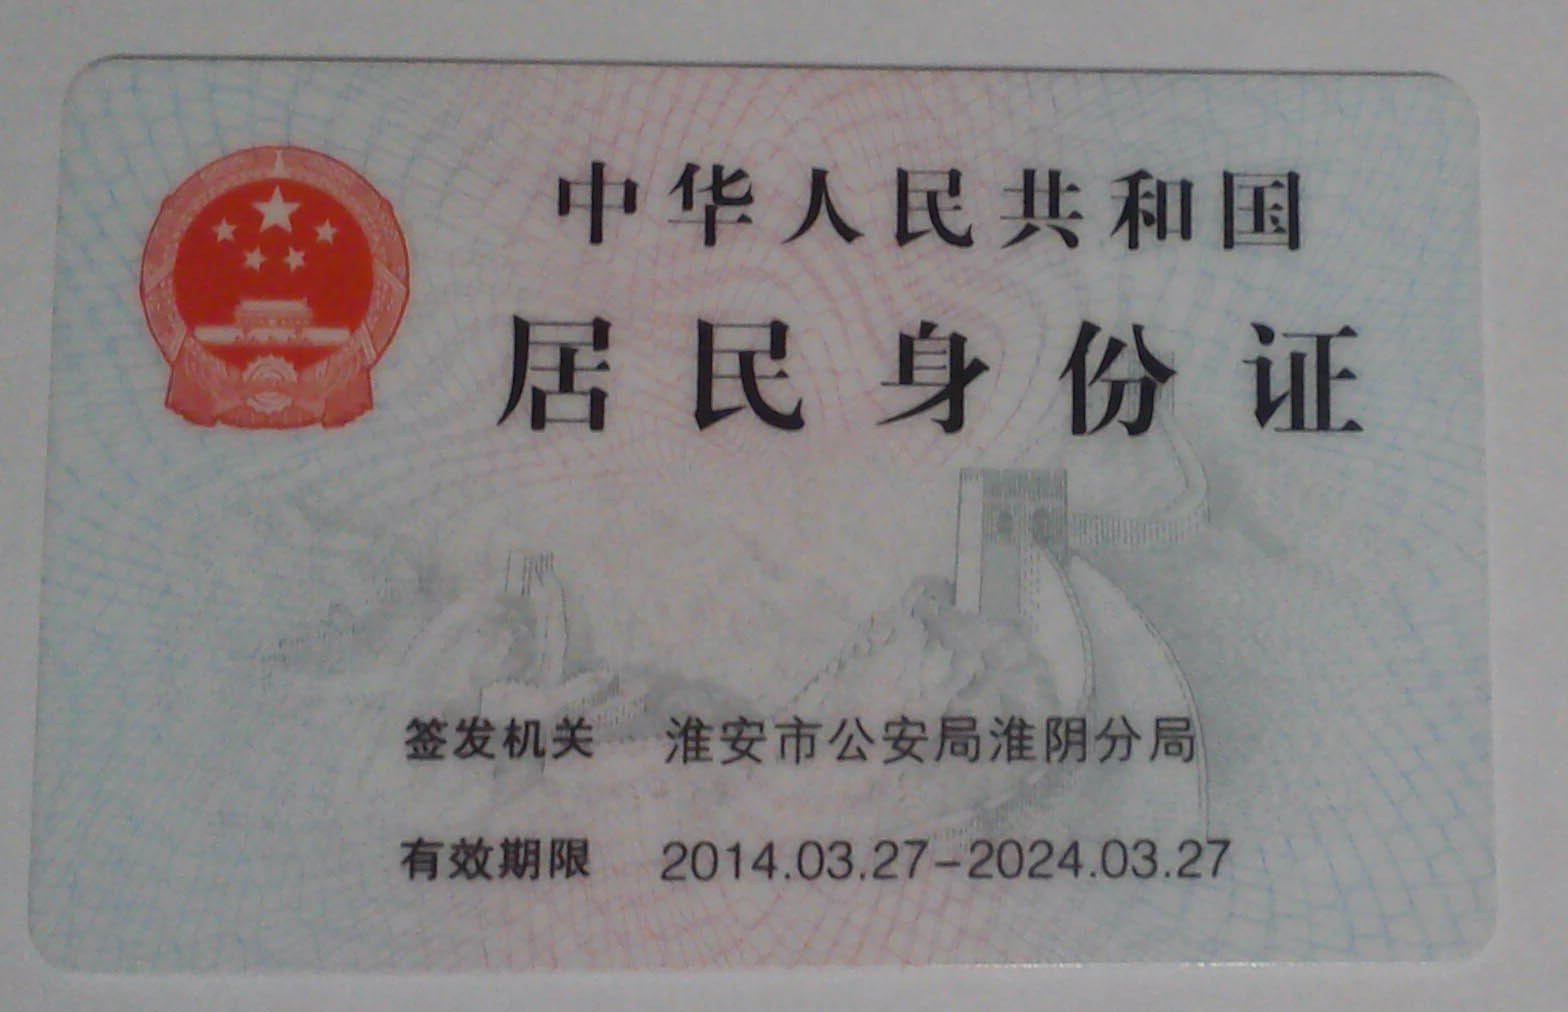 中华人民共和国
居民身份证
签发机关 淮安市公安局淮阴分局
有效期限 2014.03.27-2024.03.27